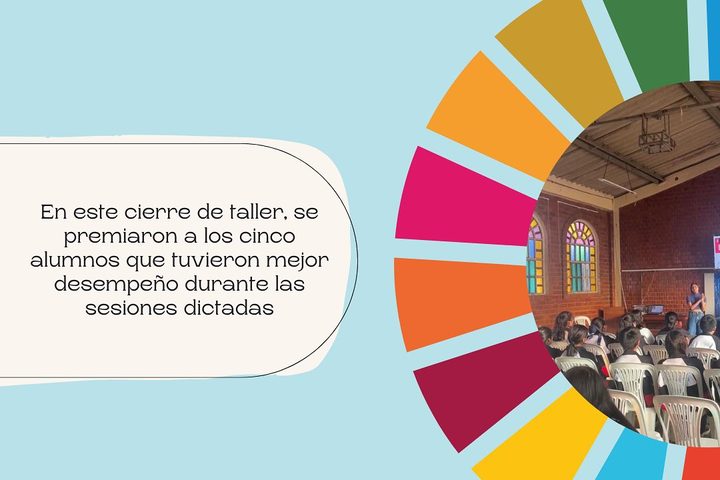 En este cierre de taller, se
premiaron a los cinco
alumnos que tuvieron mejor
desempeño durante las
sesiones dictadas